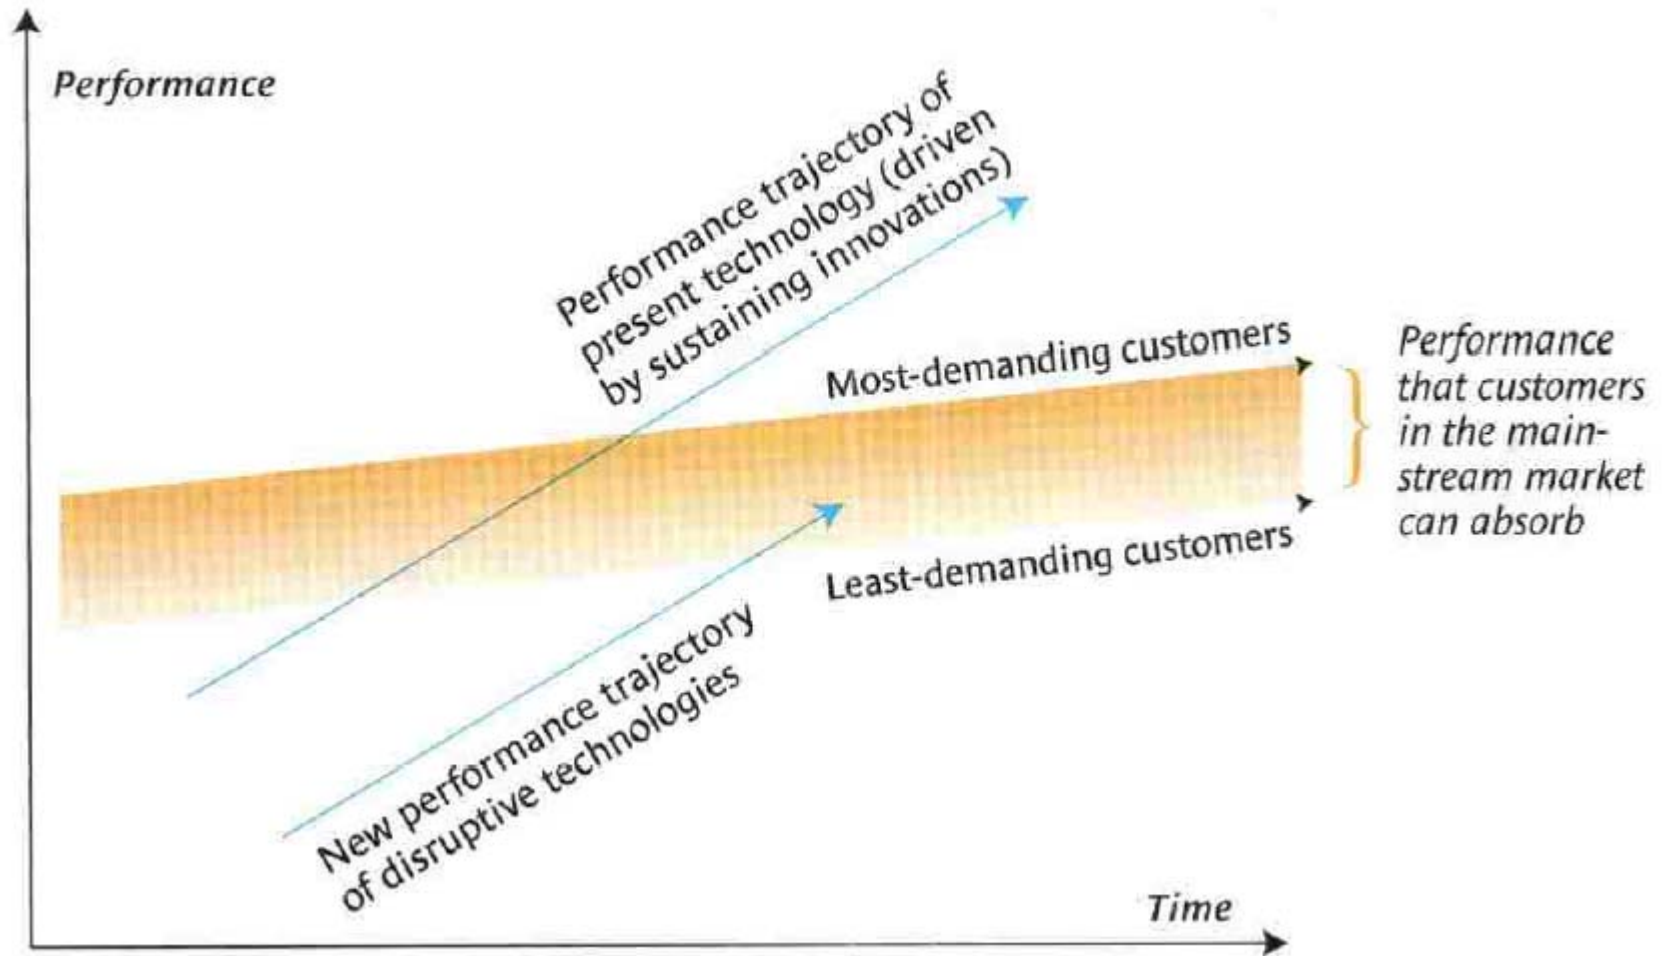 Performance
Performance trajectory of
present technology (driven
by sustaining innovations)
Most-demanding customers
Performance
that customers
in the main-
stream market
can absorb
Least-demanding customers
New performance trajectory
of disruptive technologies
Time